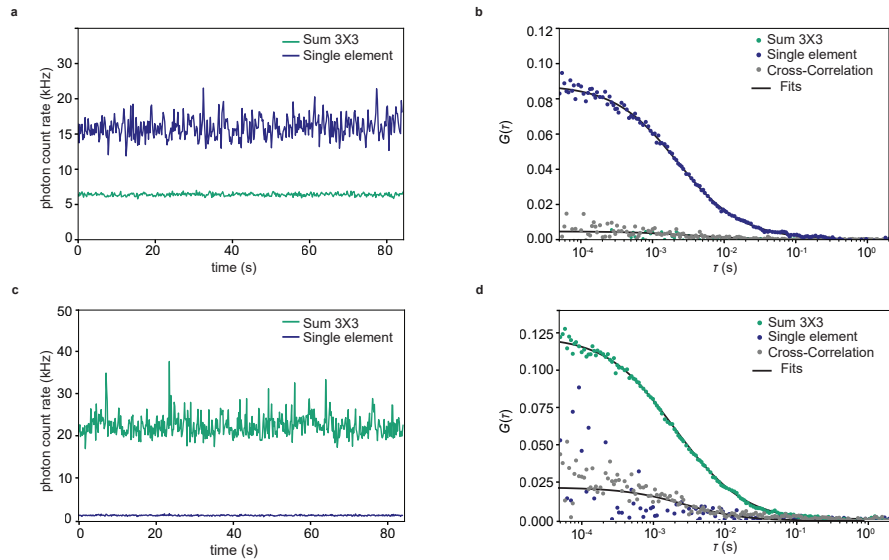 a
Sum 3X3
Single element
photon count rate (kHz)
35
30
25
20
15
10
5
0
0
20
40
60
80
time (s)
b
Sum 3X3
Single element
Cross-Correlation
Fits
G(τ)
0.12
0.10
0.08
0.06
0.04
0.02
0.00
10⁻⁴
10⁻³
10⁻²
10⁻¹
10⁰
τ (s)
c
Sum 3X3
Single element
photon count rate (kHz)
50
40
30
20
10
0
0
20
40
60
80
time (s)
d
Sum 3X3
Single element
Cross-Correlation
Fits
G(τ)
0.125
0.100
0.075
0.050
0.025
0.000
10⁻⁴
10⁻³
10⁻²
10⁻¹
10⁰
τ (s)